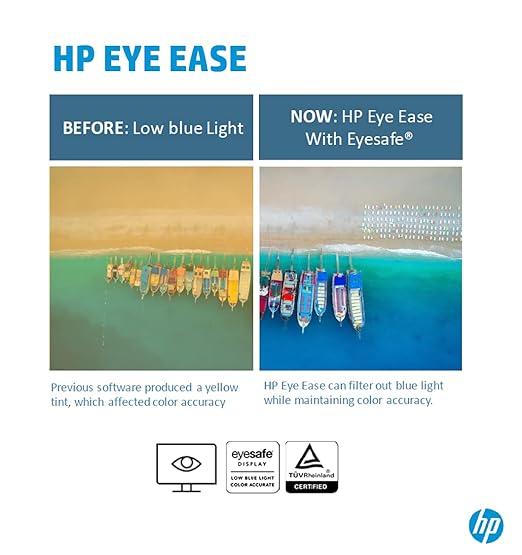 HP EYE EASE
BEFORE: Low blue Light
NOW: HP Eye Ease
With Eyesafe®
Previous software produced a yellow
tint, which affected color accuracy
HP Eye Ease can filter out blue light
while maintaining color accuracy.
eyesafe®
DISPLAY
LOW BLUE LIGHT
COLOR ACCURATE
TÜVRheinland
CERTIFIED
hp